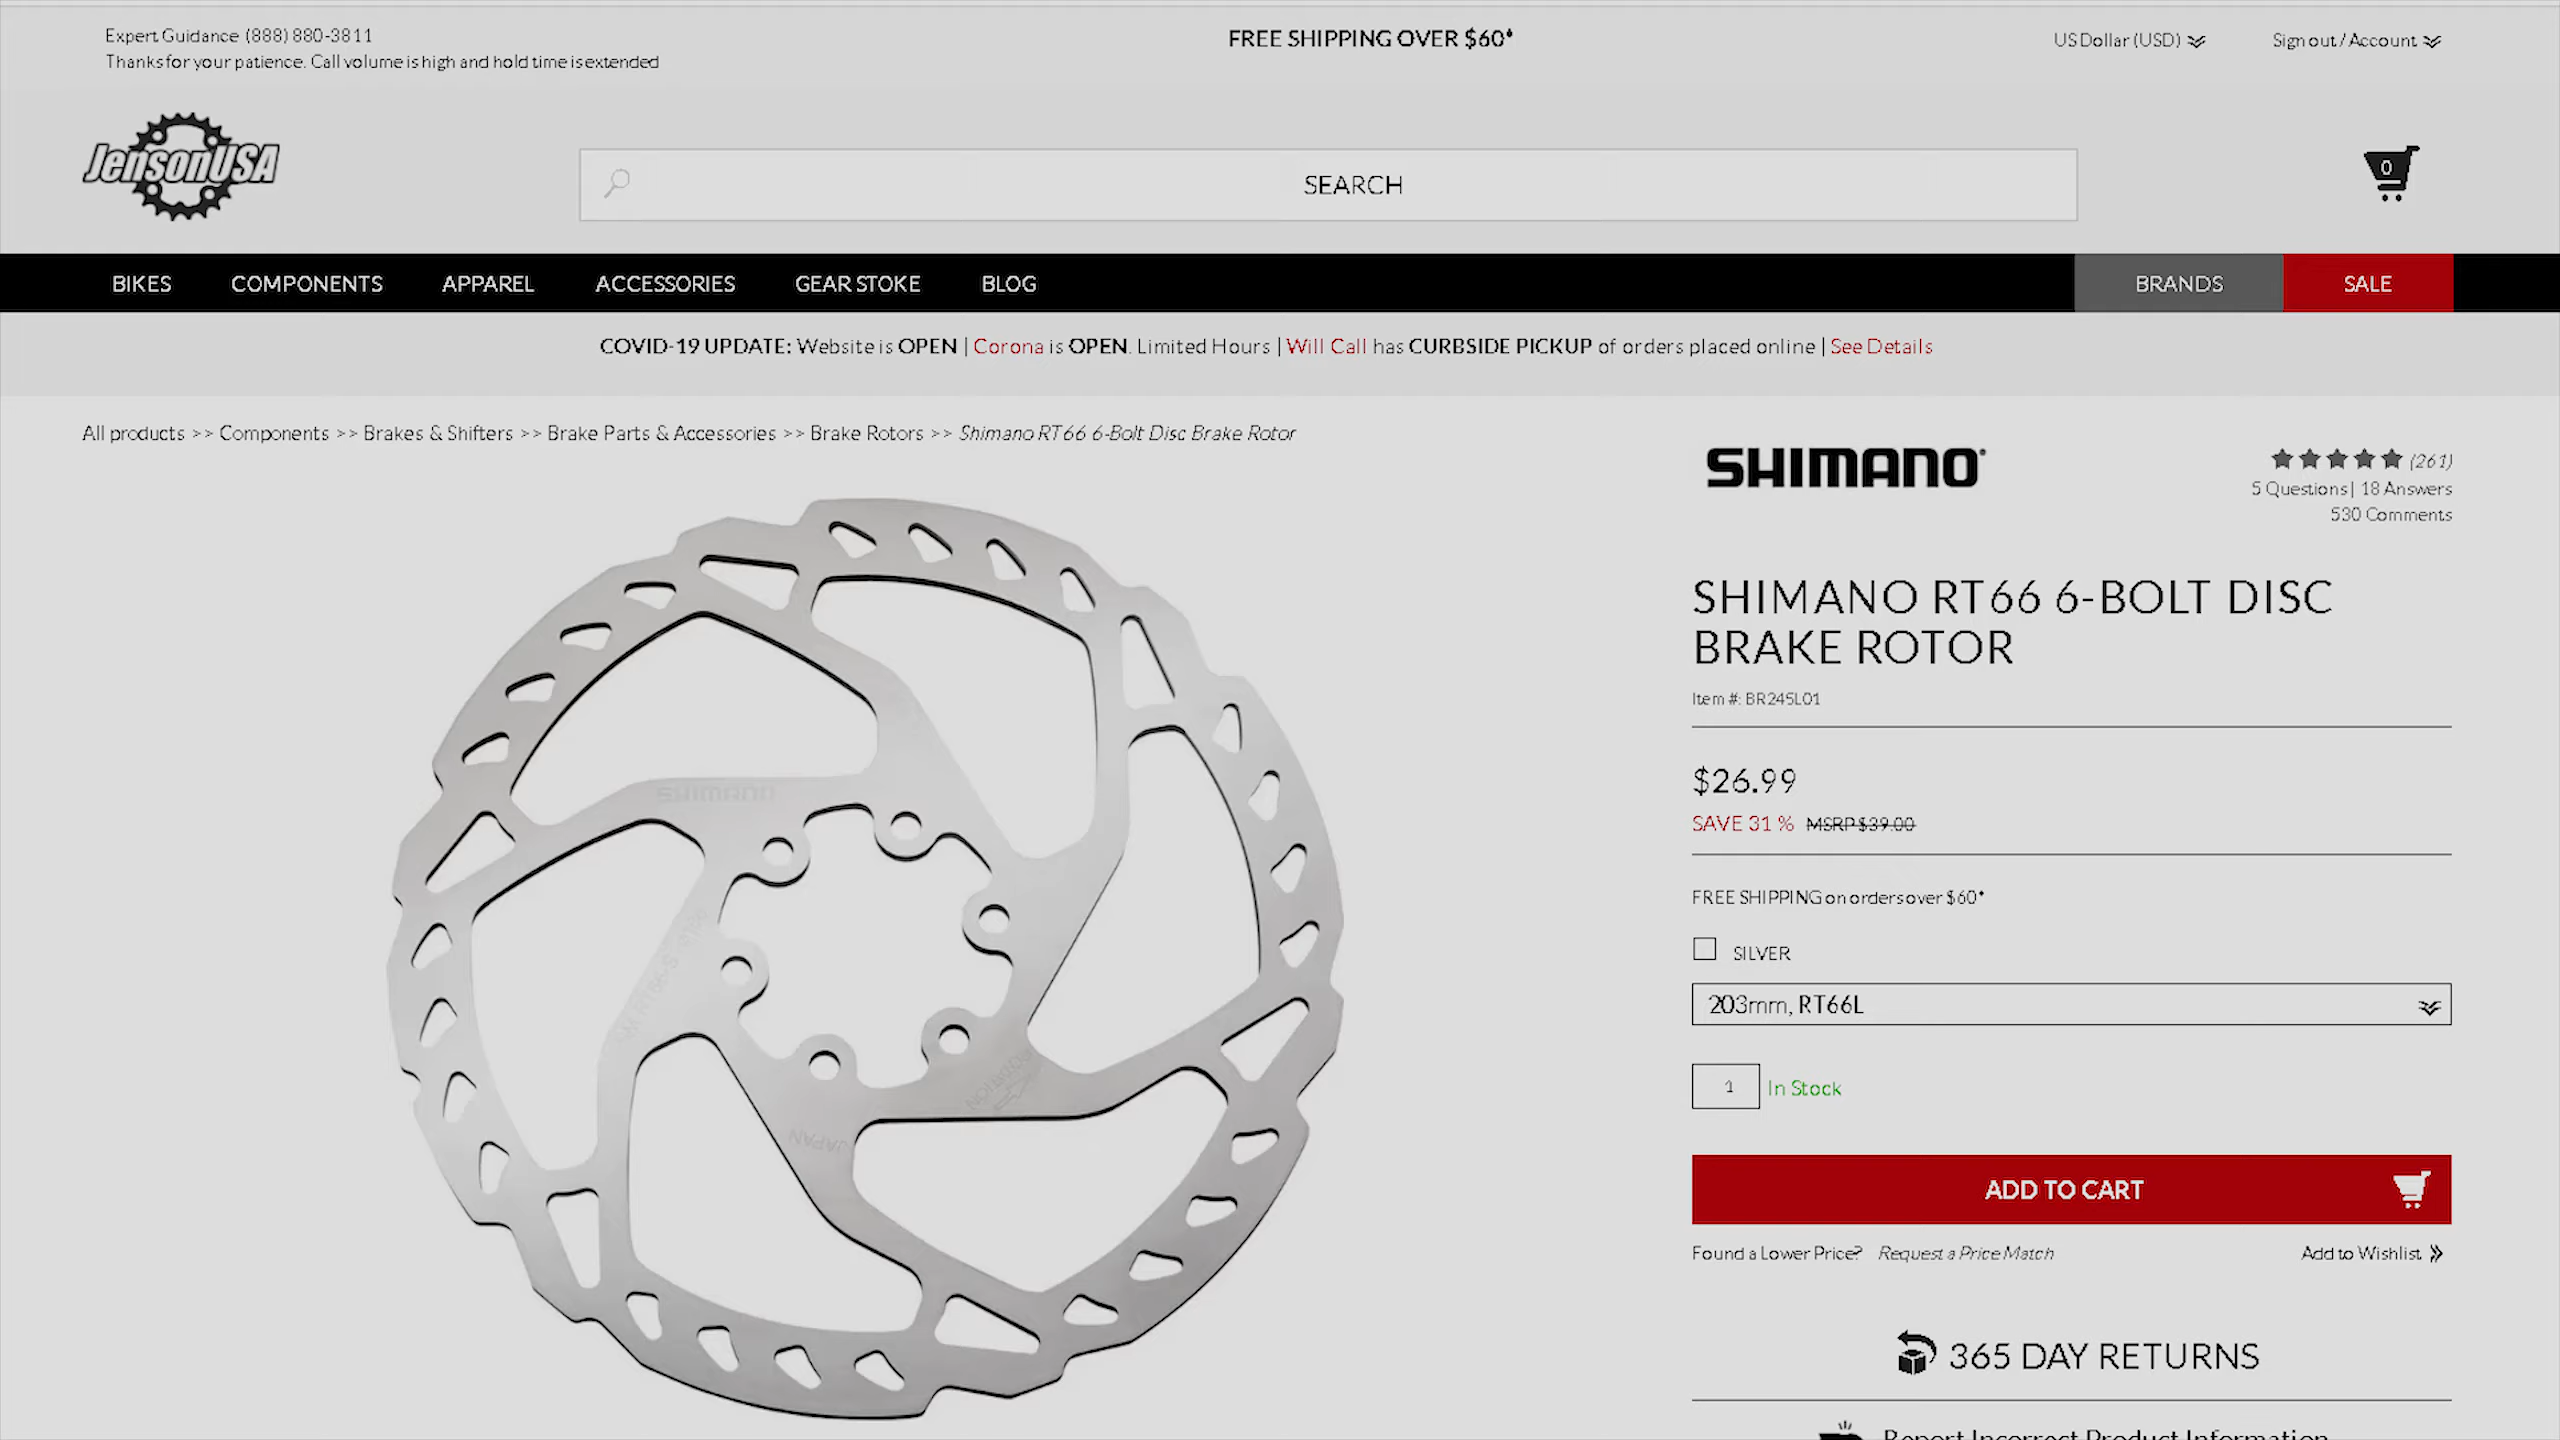 Expert Guidance (888) 880-3811
Thanks for your patience. Call volume is high and hold time is extended
FREE SHIPPING OVER $60*
US Dollar (USD)
Sign out / Account
JensonUSA
SEARCH
0
BIKES COMPONENTS APPAREL ACCESSORIES GEAR STOKE BLOG BRANDS SALE
COVID-19 UPDATE: Website is OPEN | Corona is OPEN. Limited Hours | Will Call has CURBSIDE PICKUP of orders placed online | See Details
All products >> Components >> Brakes & Shifters >> Brake Parts & Accessories >> Brake Rotors >> Shimano RT66 6-Bolt Disc Brake Rotor
SHIMANO
JAPAN
SHIMANO
(261)
5 Questions | 18 Answers
530 Comments
SHIMANO RT66 6-BOLT DISC
BRAKE ROTOR
Item #: BR245L01
$26.99
SAVE 31 % MSRP $39.00
FREE SHIPPING on orders over $60*
SILVER
203mm, RT66L
1 In Stock
ADD TO CART
Found a Lower Price? Request a Price Match
Add to Wishlist
365 DAY RETURNS
Report Incorrect Product Information